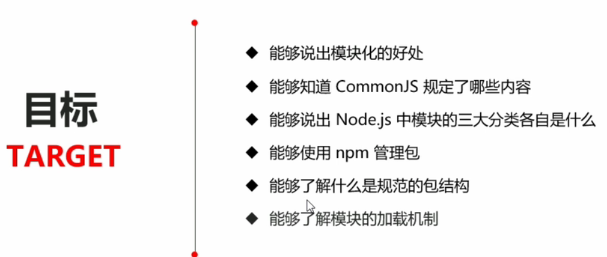 目标
TARGET
能够说出模块化的好处
能够知道 CommonJS 规定了哪些内容
能够说出 Node.js 中模块的三大分类各自是什么
能够使用 npm 管理包
能够了解什么是规范的包结构
能够了解模块的加载机制